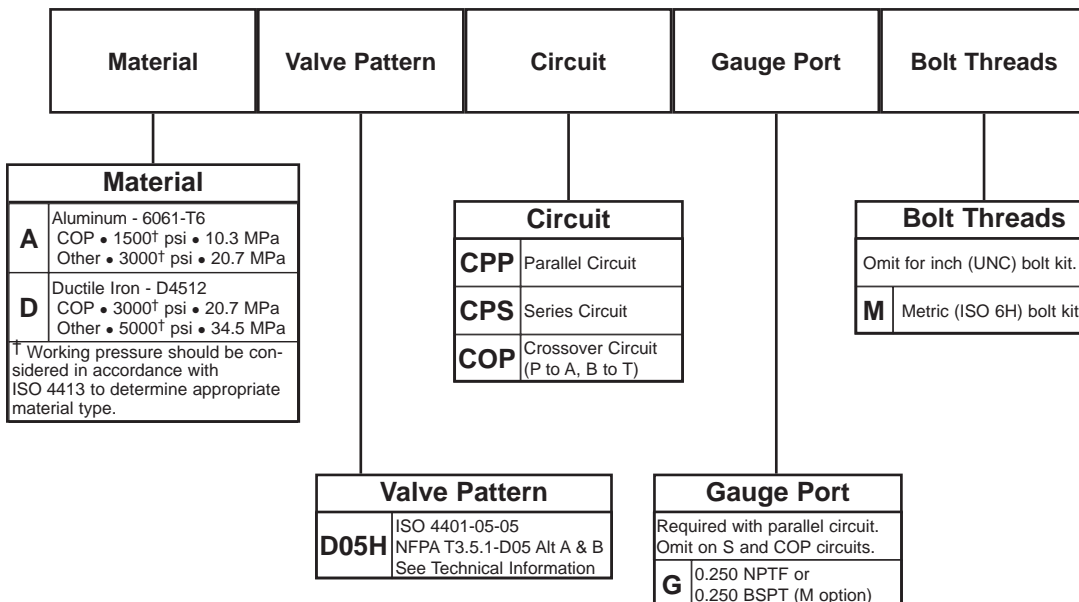 Material
Valve Pattern
Circuit
Gauge Port
Bolt Threads
Material
A
Aluminum - 6061-T6
COP • 1500† psi • 10.3 MPa
Other • 3000† psi • 20.7 MPa
D
Ductile Iron - D4512
COP • 3000† psi • 20.7 MPa
Other • 5000† psi • 34.5 MPa
† Working pressure should be con-
sidered in accordance with
ISO 4413 to determine appropriate
material type.
Circuit
CPP Parallel Circuit
CPS Series Circuit
COP Crossover Circuit
(P to A, B to T)
Bolt Threads
Omit for inch (UNC) bolt kit.
M Metric (ISO 6H) bolt kit
Valve Pattern
D05H
ISO 4401-05-05
NFPA T3.5.1-D05 Alt A & B
See Technical Information
Gauge Port
Required with parallel circuit.
Omit on S and COP circuits.
G
0.250 NPTF or
0.250 BSPT (M option)